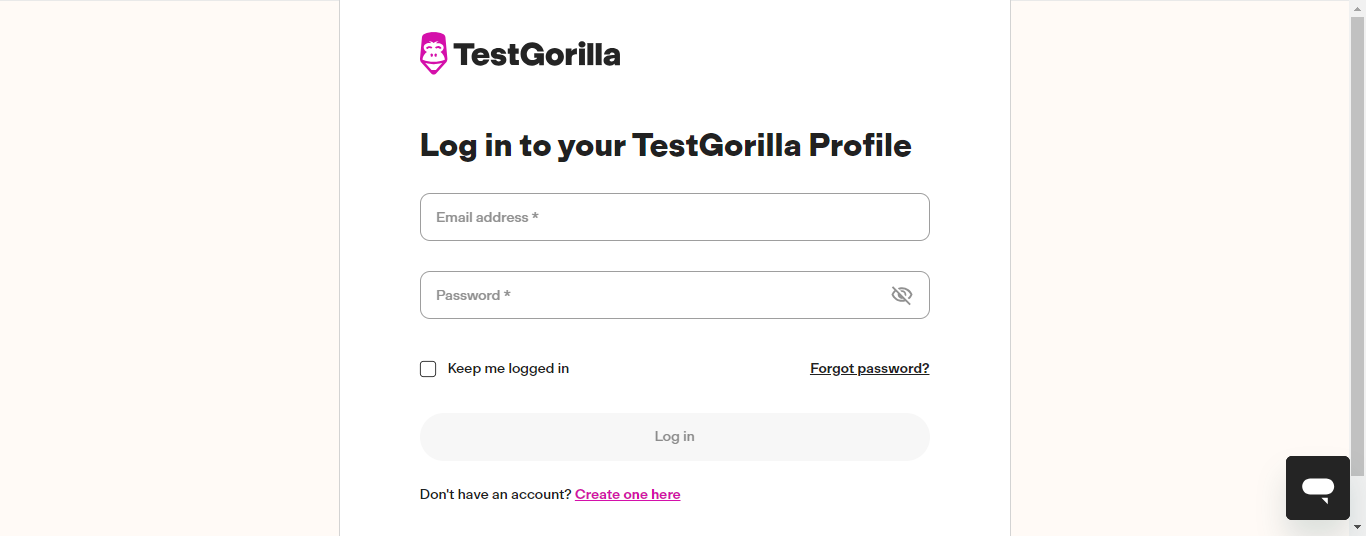 TestGorilla
Log in to your TestGorilla Profile
Email address *
Password *
Keep me logged in
Forgot password?
Log in
Don't have an account? Create one here